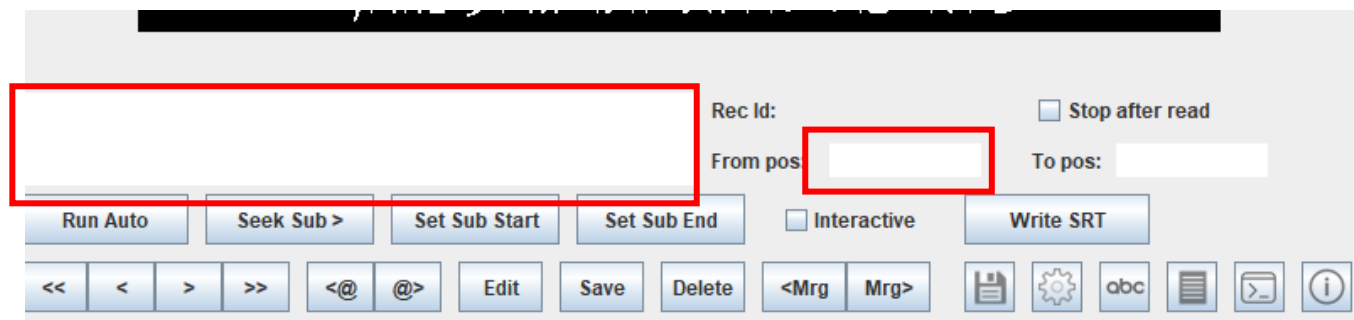 Rec Id:
Stop after read
From pos:
To pos:
Run Auto
Seek Sub >
Set Sub Start
Set Sub End
Interactive
Write SRT
<<
<
>
>>
<@
@>
Edit
Save
Delete
<Mrg
Mrg>
abc
>_
i